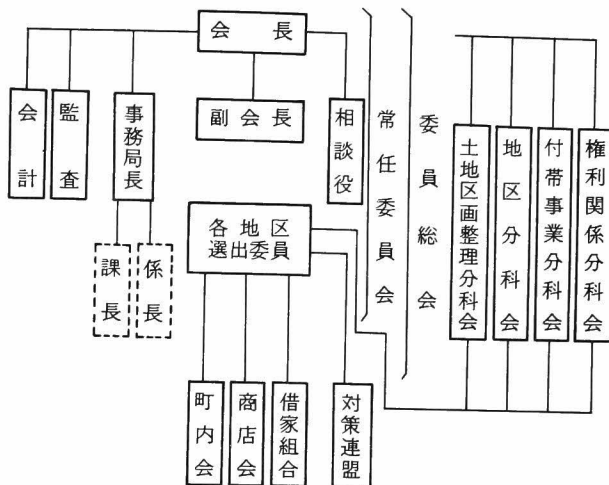 会長
会計
監査
事務局長
副会長
相談役
常任委員会
委員総会
土地区画整理分科会
地区分科会
付帯事業分科会
権利関係分科会
各地区
選出委員
課長
係長
町内会
商店会
借家組合
対策連盟